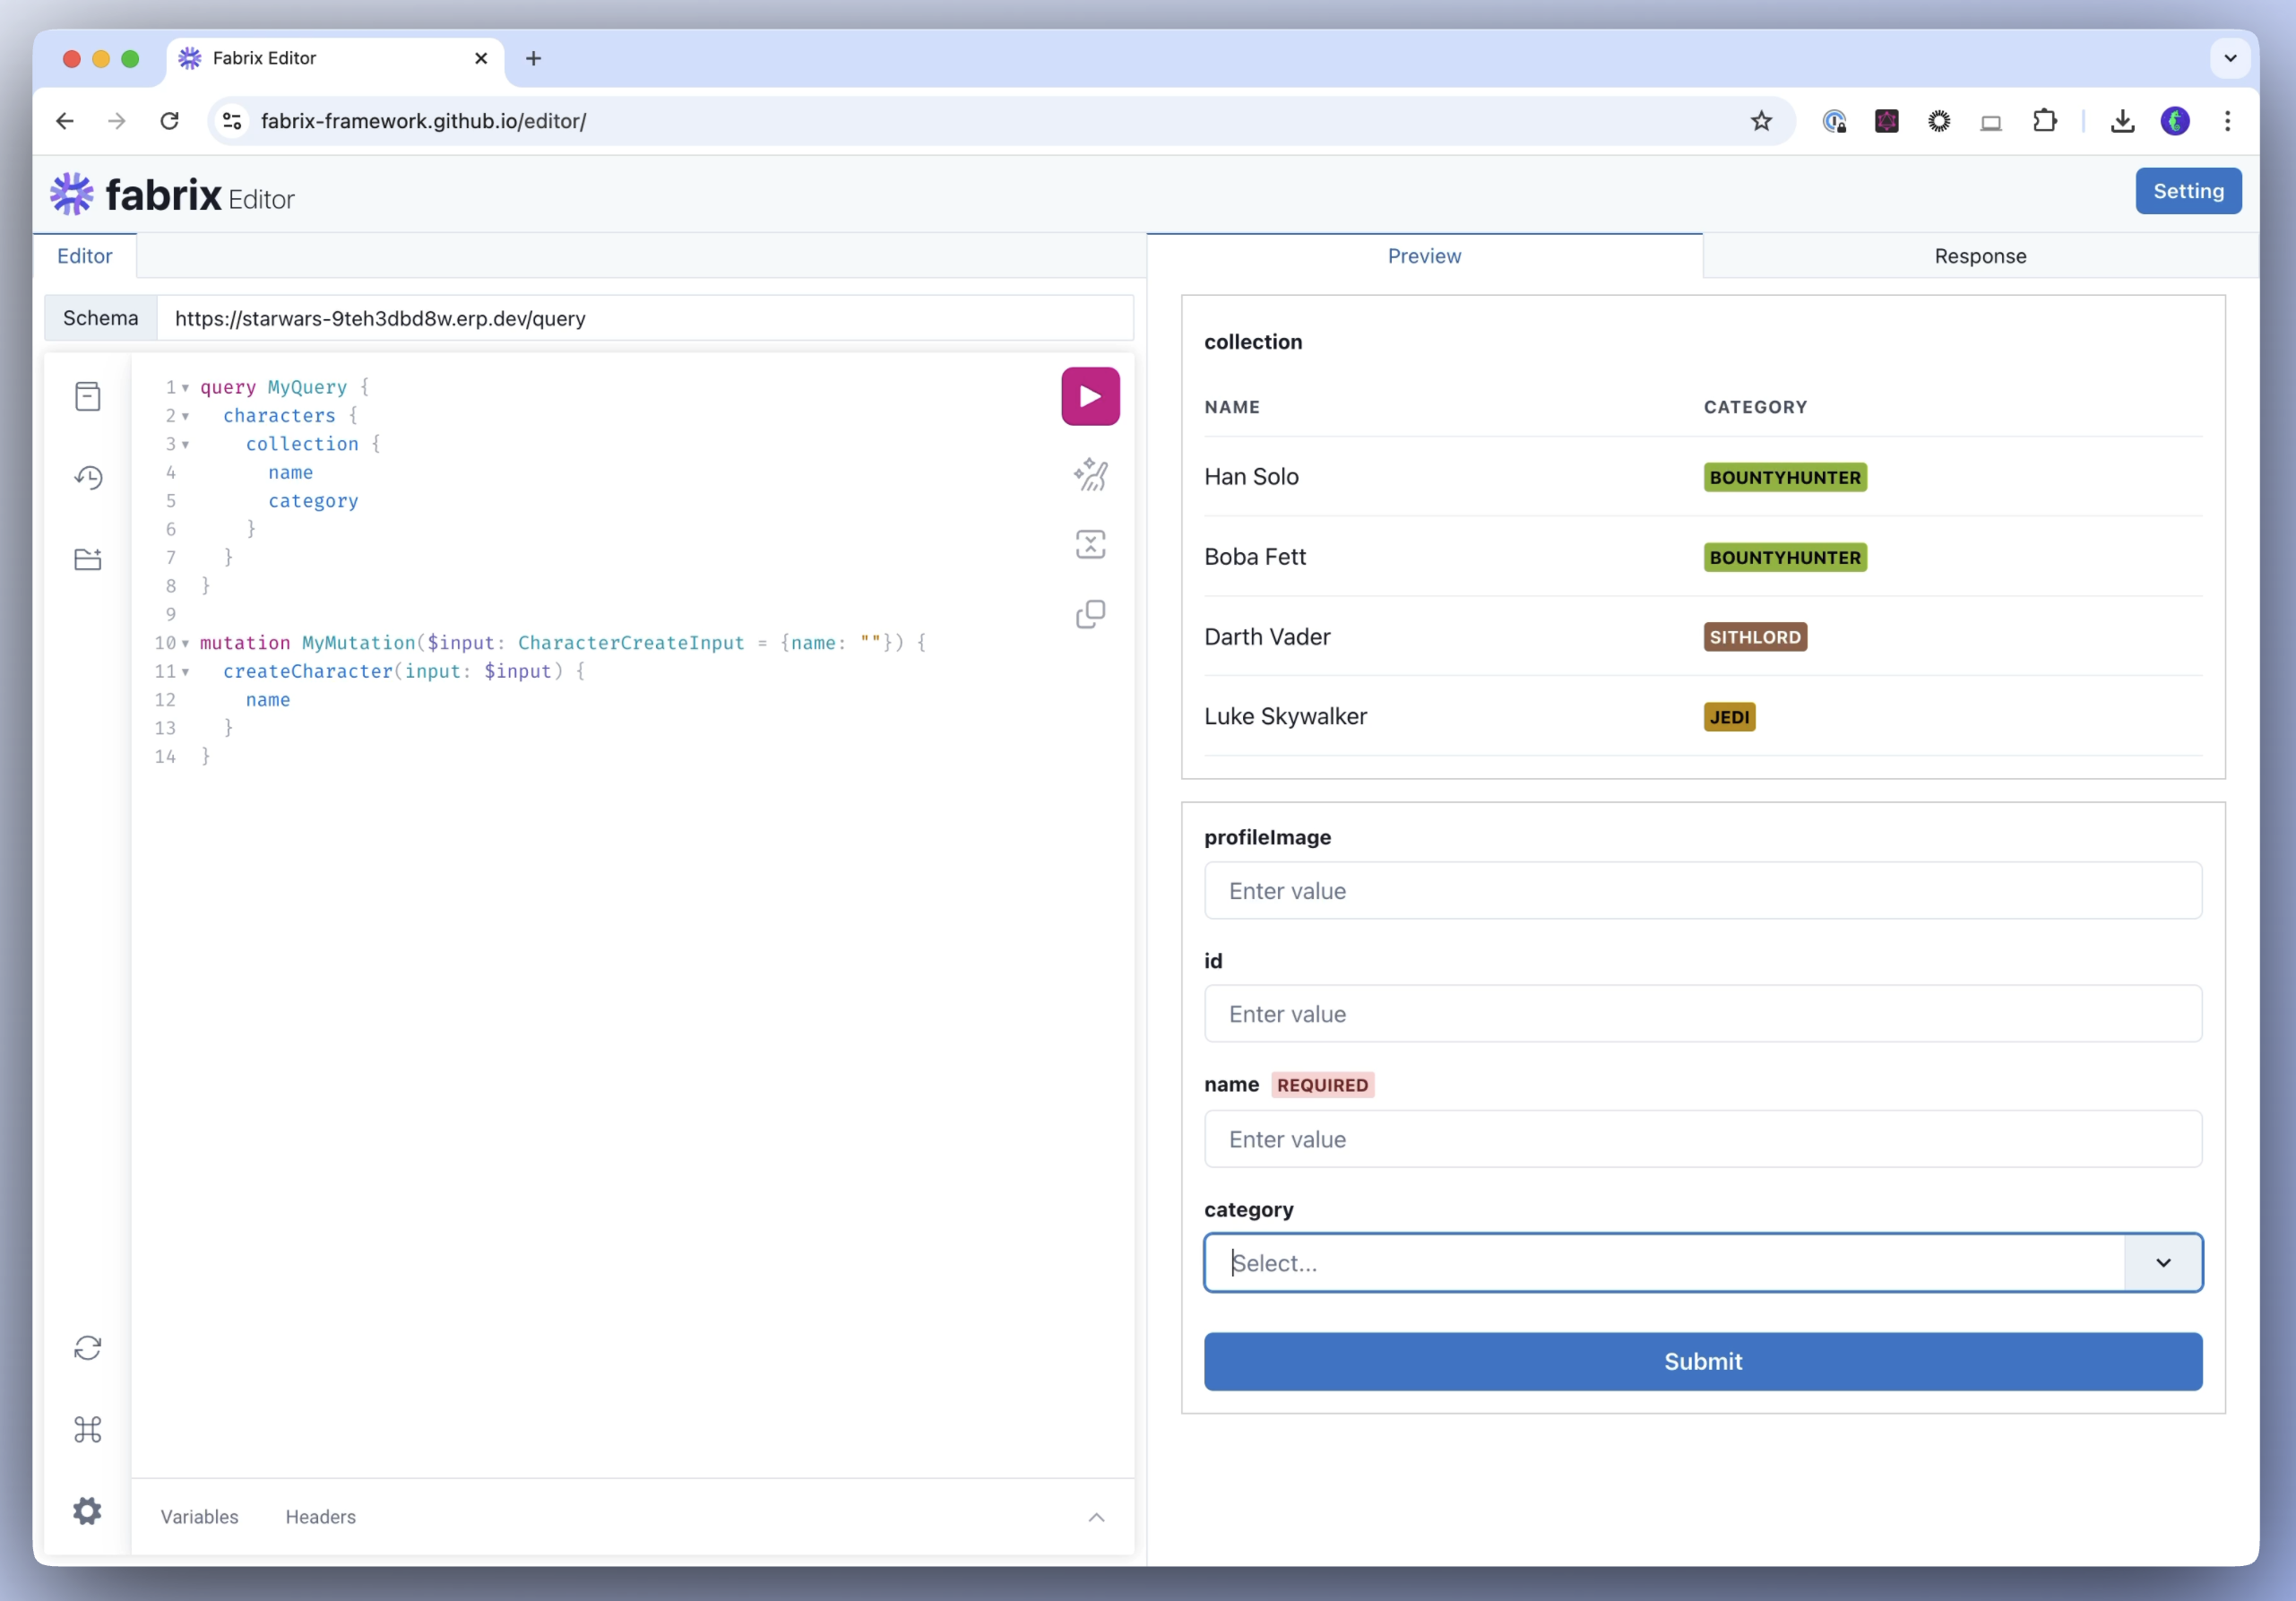 Fabrix Editor
fabrix-framework.github.io/editor/
fabrix Editor
Setting
Editor
Schema
https://starwars-9teh3dbd8w.erp.dev/query
1 query MyQuery {
2 characters {
3 collection {
4 name
5 category
6 }
7 }
8 }
9
10 mutation MyMutation($input: CharacterCreateInput = {name: ""}) {
11 createCharacter(input: $input) {
12 name
13 }
14 }
Variables Headers
Preview Response
collection
NAME CATEGORY
Han Solo BOUNTYHUNTER
Boba Fett BOUNTYHUNTER
Darth Vader SITHLORD
Luke Skywalker JEDI
profileImage
Enter value
id
Enter value
name REQUIRED
Enter value
category
Select...
Submit